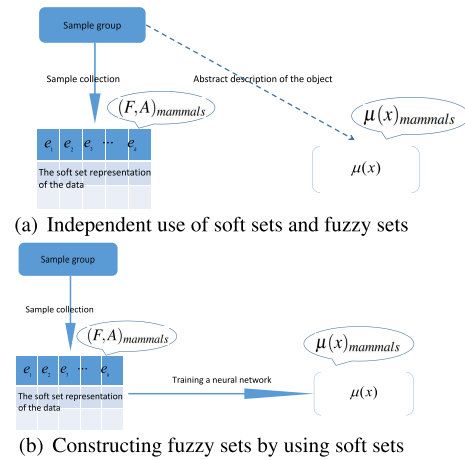 Sample group
Sample collection
Abstract description of the object
(F,A)mammals
μ(x)mammals
e1 e2 e3 ··· e4
The soft set representation
of the data
μ(x)
(a) Independent use of soft sets and fuzzy sets
Sample group
Sample collection
(F,A)mammals
μ(x)mammals
e1 e2 e3 ··· e4
Training a neural network
The soft set representation
of the data
μ(x)
(b) Constructing fuzzy sets by using soft sets